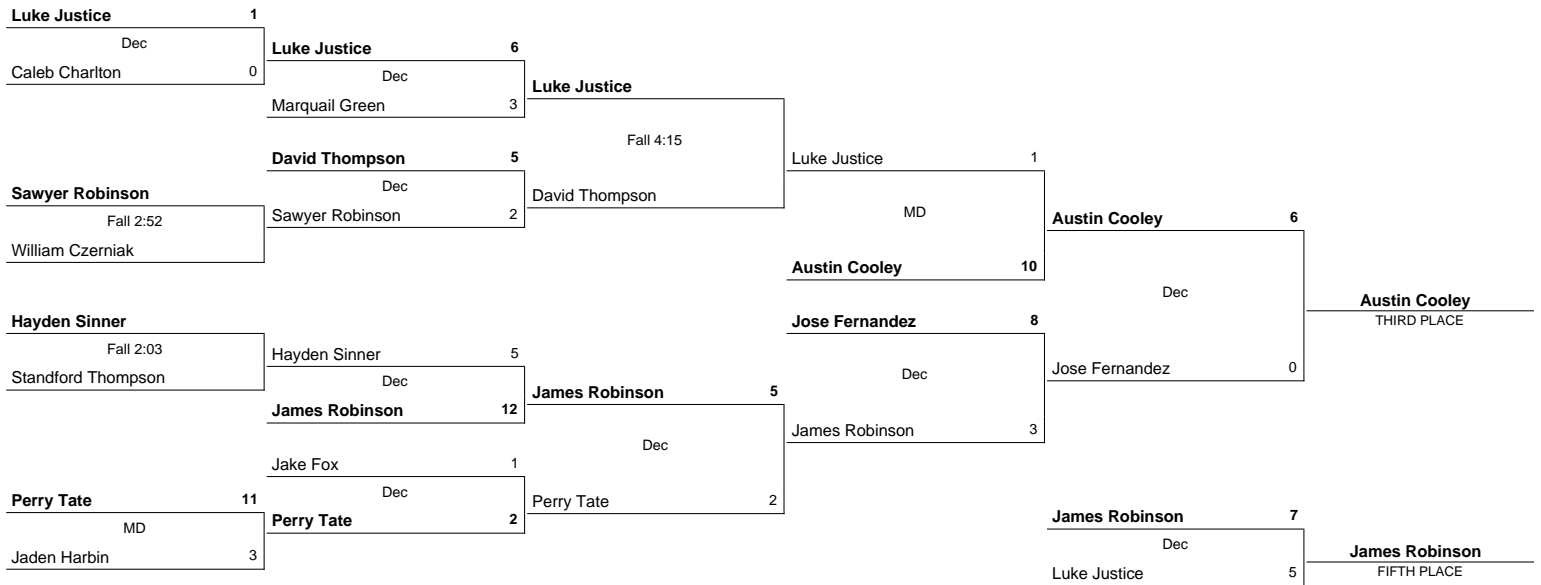 Luke Justice 1
Dec
Caleb Charlton 0
Sawyer Robinson
Fall 2:52
William Czerniak
Hayden Sinner
Fall 2:03
Standford Thompson
Perry Tate 11
MD
Jaden Harbin 3
Luke Justice 6
Dec
Marquail Green 3
David Thompson 5
Dec
Sawyer Robinson 2
Hayden Sinner 5
Dec
James Robinson 12
Jake Fox 1
Dec
Perry Tate 2
Luke Justice
Fall 4:15
David Thompson
James Robinson 5
Dec
Perry Tate 2
Luke Justice 1
MD
Austin Cooley 10
Jose Fernandez 8
Dec
James Robinson 3
Austin Cooley 6
Dec
Jose Fernandez 0
Austin Cooley
THIRD PLACE
James Robinson 7
Dec
Luke Justice 5
James Robinson
FIFTH PLACE